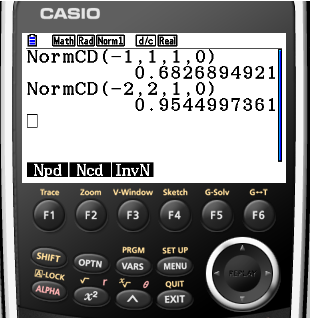 CASIO
Math Rad Norm1 d/c Real
NormCD(-1,1,1,0)
0.6826894921
NormCD(-2,2,1,0)
0.9544997361
Npd Ncd InvN
Trace Zoom V-Window Sketch G-Solv G↔T
F1 F2 F3 F4 F5 F6
PRGM SET UP
SHIFT OPTN VARS MENU
REPLAY
A-LOCK √ r ˣ√ θ QUIT
ALPHA x² ^ EXIT